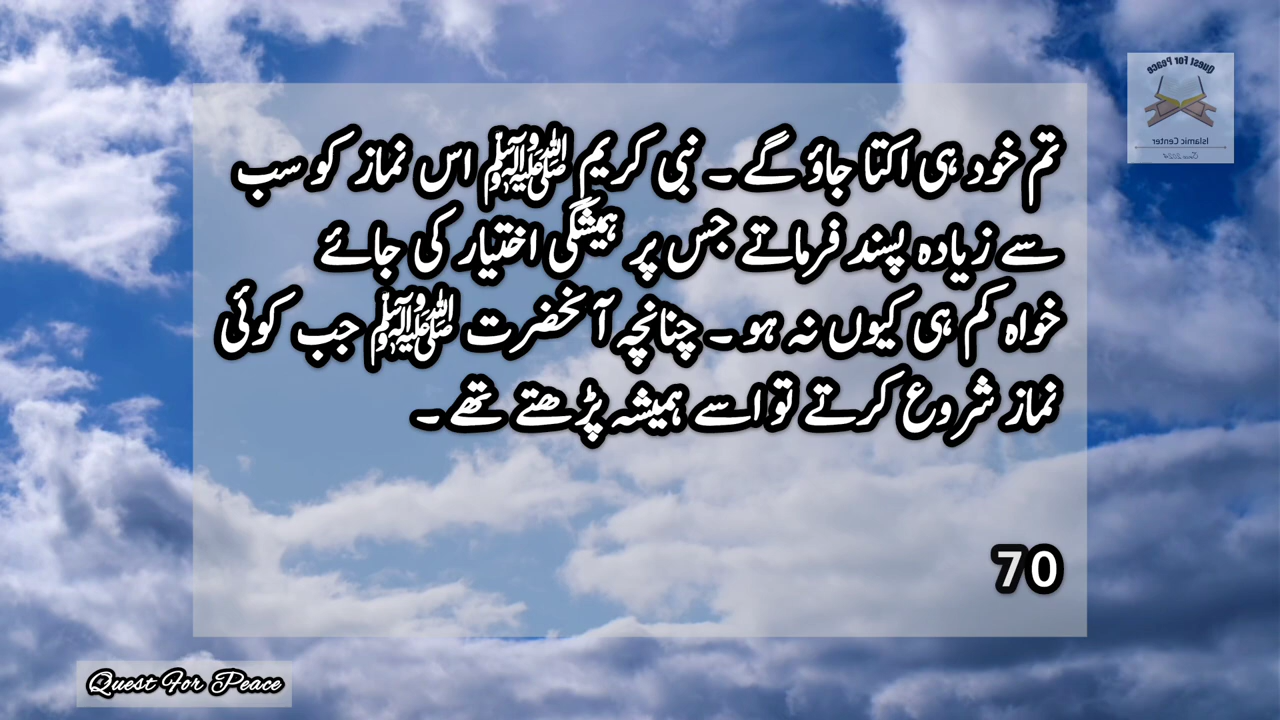 Quest For Peace
Islamic Center
تم خود ہی اکتا جاؤ گے ۔ نبی کریم ﷺ اس نماز کو سب
سے زیادہ پسند فرماتے جس پر ہمیشگی اختیار کی جائے
خواہ کم ہی کیوں نہ ہو ۔ چنانچہ آنحضرت ﷺ جب کوئی
نماز شروع کرتے تو اسے ہمیشہ پڑھتے تھے ۔
70
Quest For Peace